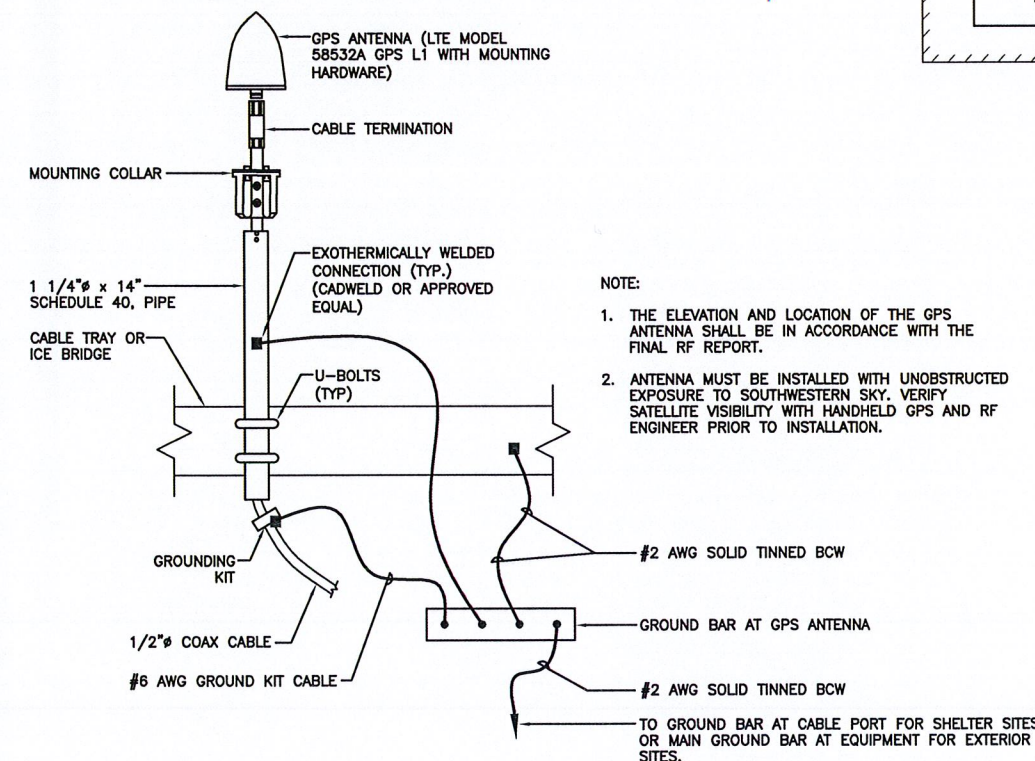 GPS ANTENNA (LTE MODEL
58532A GPS L1 WITH MOUNTING
HARDWARE)
CABLE TERMINATION
MOUNTING COLLAR
EXOTHERMICALLY WELDED
CONNECTION (TYP.)
(CADWELD OR APPROVED
EQUAL)
1 1/4"ø x 14"
SCHEDULE 40, PIPE
CABLE TRAY OR
ICE BRIDGE
U-BOLTS
(TYP)
NOTE:
1. THE ELEVATION AND LOCATION OF THE GPS
ANTENNA SHALL BE IN ACCORDANCE WITH THE
FINAL RF REPORT.
2. ANTENNA MUST BE INSTALLED WITH UNOBSTRUCTED
EXPOSURE TO SOUTHWESTERN SKY. VERIFY
SATELLITE VISIBILITY WITH HANDHELD GPS AND RF
ENGINEER PRIOR TO INSTALLATION.
GROUNDING
KIT
#2 AWG SOLID TINNED BCW
1/2"ø COAX CABLE
GROUND BAR AT GPS ANTENNA
#6 AWG GROUND KIT CABLE
#2 AWG SOLID TINNED BCW
TO GROUND BAR AT CABLE PORT FOR SHELTER SITES
OR MAIN GROUND BAR AT EQUIPMENT FOR EXTERIOR
SITES.